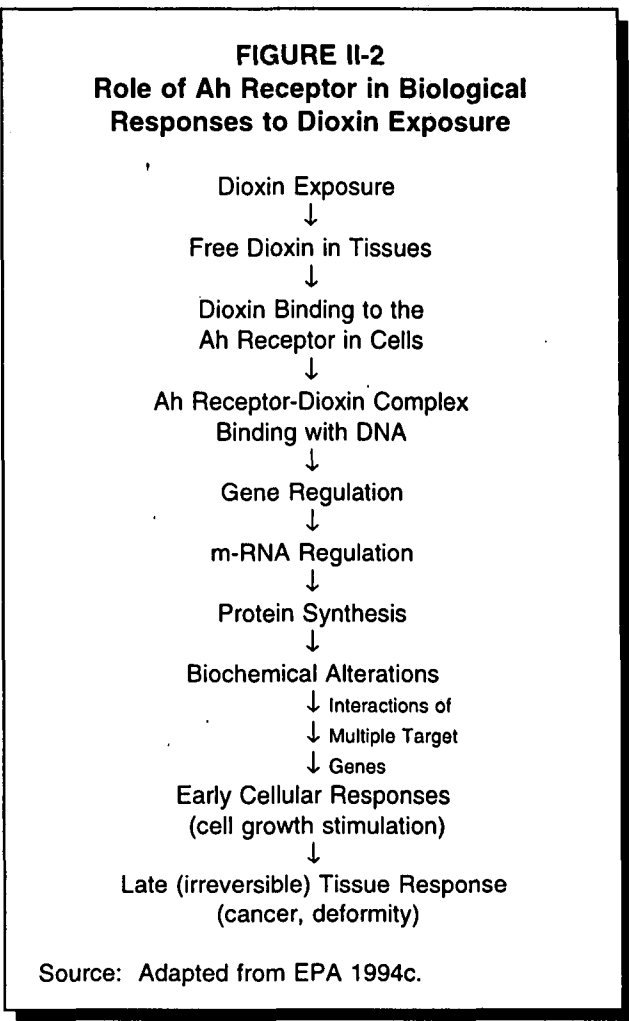 FIGURE II-2
Role of Ah Receptor in Biological
Responses to Dioxin Exposure
Dioxin Exposure
↓
Free Dioxin in Tissues
↓
Dioxin Binding to the
Ah Receptor in Cells
↓
Ah Receptor-Dioxin Complex
Binding with DNA
↓
Gene Regulation
↓
m-RNA Regulation
↓
Protein Synthesis
↓
Biochemical Alterations
↓ Interactions of
↓ Multiple Target
↓ Genes
Early Cellular Responses
(cell growth stimulation)
↓
Late (irreversible) Tissue Response
(cancer, deformity)
Source: Adapted from EPA 1994c.